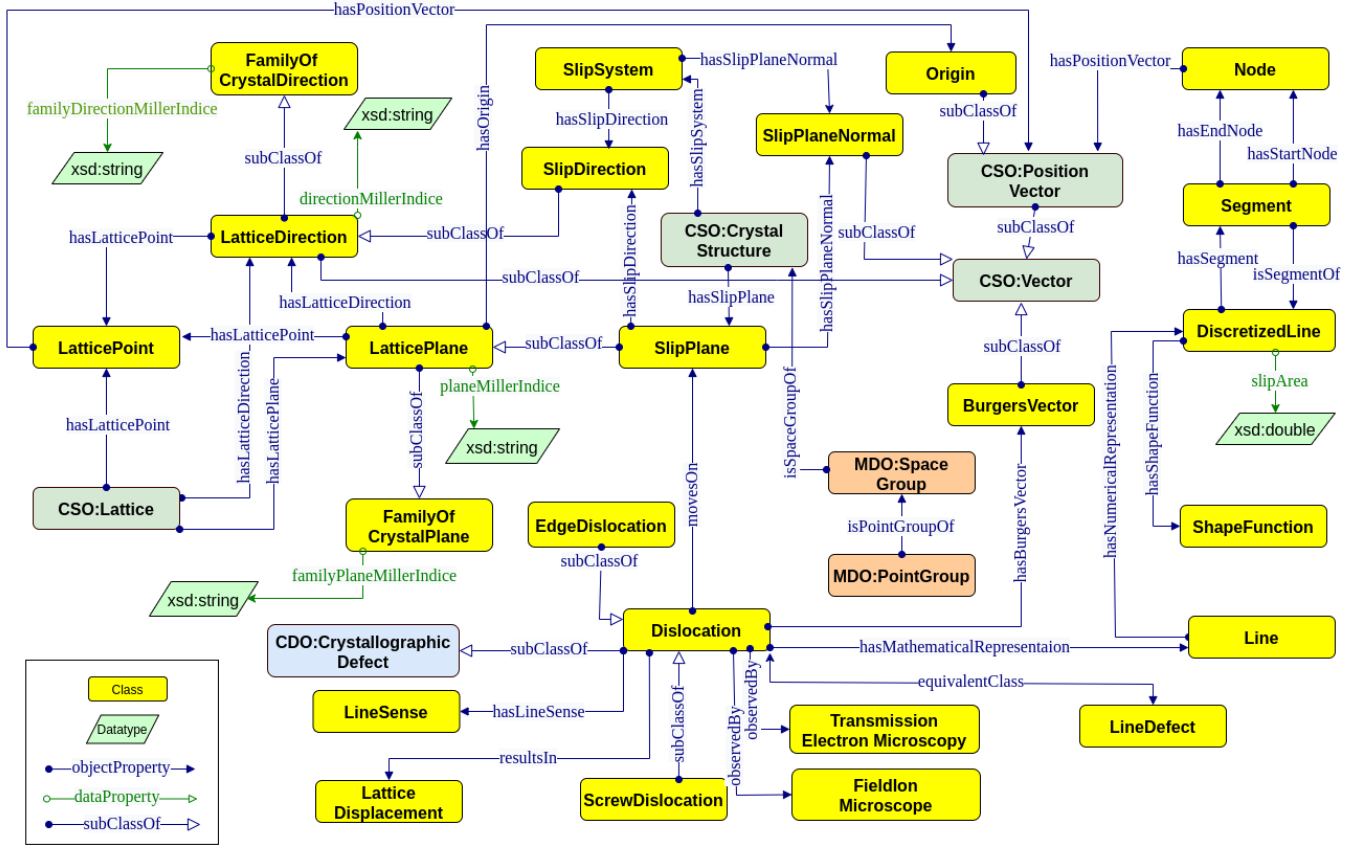 hasPositionVector
FamilyOf
CrystalDirection
SlipSystem
hasSlipPlaneNormal
Origin
hasPositionVector
Node
familyDirectionMillerIndice
xsd:string
hasOrigin
hasSlipDirection
hasSlipSystem
SlipPlaneNormal
subClassOf
hasEndNode
hasStartNode
subClassOf
xsd:string
SlipDirection
CSO:Position
Vector
directionMillerIndice
Segment
hasLatticePoint
LatticeDirection
subClassOf
hasSlipDirection
CSO:Crystal
Structure
hasSlipPlaneNormal
subClassOf
subClassOf
hasSegment
isSegmentOf
subClassOf
CSO:Vector
hasLatticeDirection
hasSlipPlane
LatticePoint
hasLatticePoint
LatticePlane
subClassOf
SlipPlane
subClassOf
DiscretizedLine
hasLatticeDirection
hasLatticePlane
planeMillerIndice
isSpaceGroupOf
slipArea
hasLatticePoint
subClassOf
xsd:string
BurgersVector
hasNumericalRepresentation
hasShapeFunction
xsd:double
CSO:Lattice
movesOn
MDO:Space
Group
hasBurgersVector
FamilyOf
CrystalPlane
EdgeDislocation
isPointGroupOf
ShapeFunction
subClassOf
familyPlaneMillerIndice
MDO:PointGroup
xsd:string
CDO:Crystallographic
Defect
subClassOf
Dislocation
hasMathematicalRepresentaion
Line
equivalentClass
Class
LineSense
hasLineSense
subClassOf
observedBy
observedBy
Transmission
Electron Microscopy
LineDefect
Datatype
resultsIn
objectProperty
dataProperty
Lattice
Displacement
ScrewDislocation
FieldIon
Microscope
subClassOf